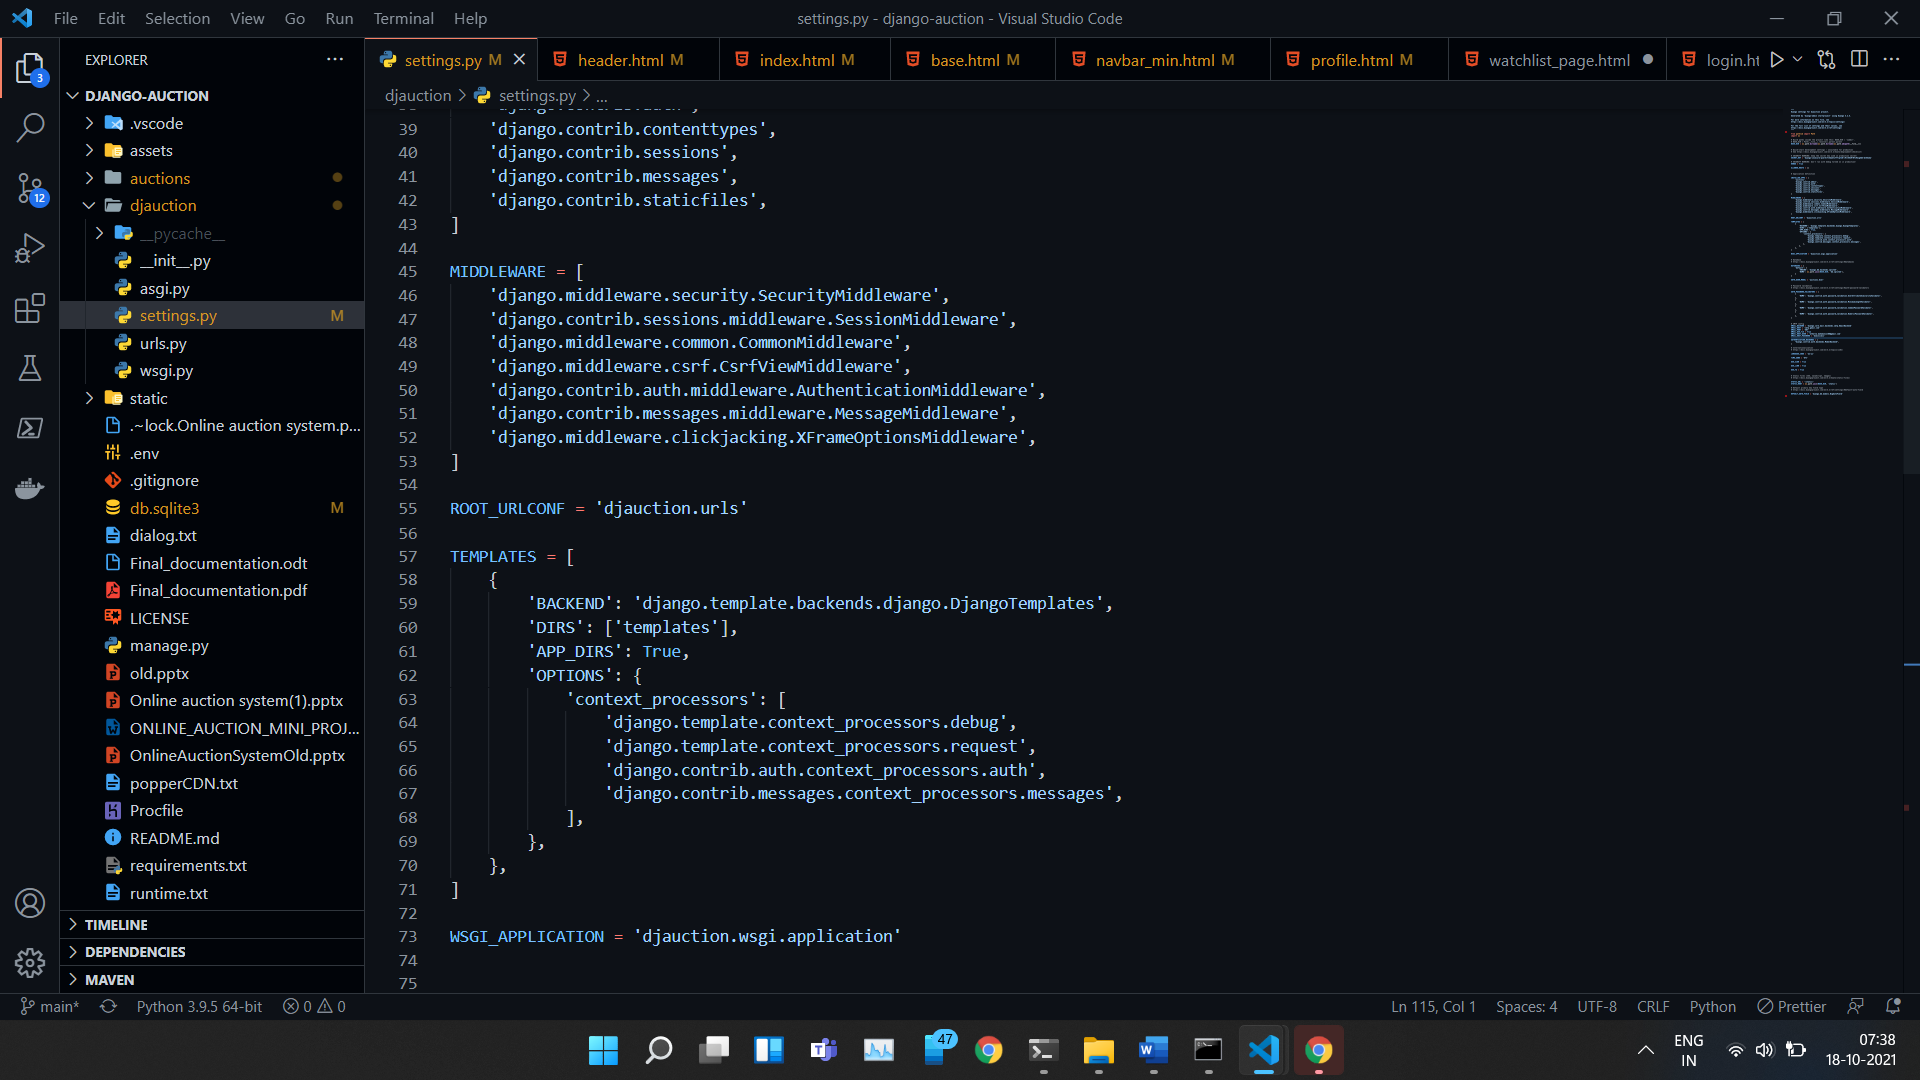 File Edit Selection View Go Run Terminal Help
settings.py - django-auction - Visual Studio Code
EXPLORER
settings.py M
header.html M
index.html M
base.html M
navbar_min.html M
profile.html M
watchlist_page.html
login.ht
DJANGO-AUCTION
.vscode
assets
auctions
djauction
__pycache__
__init__.py
asgi.py
settings.py M
urls.py
wsgi.py
static
.~lock.Online auction system.p...
.env
.gitignore
db.sqlite3 M
dialog.txt
Final_documentation.odt
Final_documentation.pdf
LICENSE
manage.py
old.pptx
Online auction system(1).pptx
ONLINE_AUCTION_MINI_PROJ...
OnlineAuctionSystemOld.pptx
popperCDN.txt
Procfile
README.md
requirements.txt
runtime.txt
TIMELINE
DEPENDENCIES
MAVEN
3
12
djauction > settings.py > ...
39 'django.contrib.contenttypes',
40 'django.contrib.sessions',
41 'django.contrib.messages',
42 'django.contrib.staticfiles',
43 ]
44
45 MIDDLEWARE = [
46 'django.middleware.security.SecurityMiddleware',
47 'django.contrib.sessions.middleware.SessionMiddleware',
48 'django.middleware.common.CommonMiddleware',
49 'django.middleware.csrf.CsrfViewMiddleware',
50 'django.contrib.auth.middleware.AuthenticationMiddleware',
51 'django.contrib.messages.middleware.MessageMiddleware',
52 'django.middleware.clickjacking.XFrameOptionsMiddleware',
53 ]
54
55 ROOT_URLCONF = 'djauction.urls'
56
57 TEMPLATES = [
58 {
59 'BACKEND': 'django.template.backends.django.DjangoTemplates',
60 'DIRS': ['templates'],
61 'APP_DIRS': True,
62 'OPTIONS': {
63 'context_processors': [
64 'django.template.context_processors.debug',
65 'django.template.context_processors.request',
66 'django.contrib.auth.context_processors.auth',
67 'django.contrib.messages.context_processors.messages',
68 ],
69 },
70 },
71 ]
72
73 WSGI_APPLICATION = 'djauction.wsgi.application'
74
75
main* Python 3.9.5 64-bit 0 0
Ln 115, Col 1 Spaces: 4 UTF-8 CRLF Python Prettier
47
ENG
IN
07:38
18-10-2021